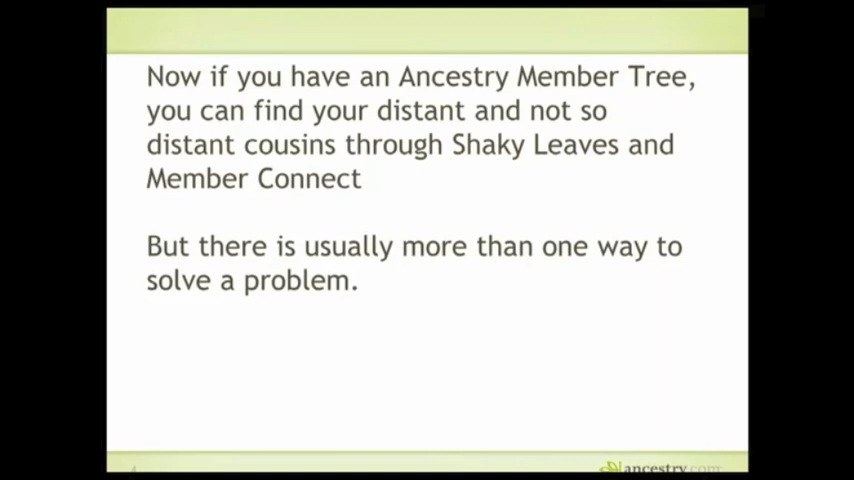 Now if you have an Ancestry Member Tree,
you can find your distant and not so
distant cousins through Shaky Leaves and
Member Connect
But there is usually more than one way to
solve a problem.
4
ancestry.com